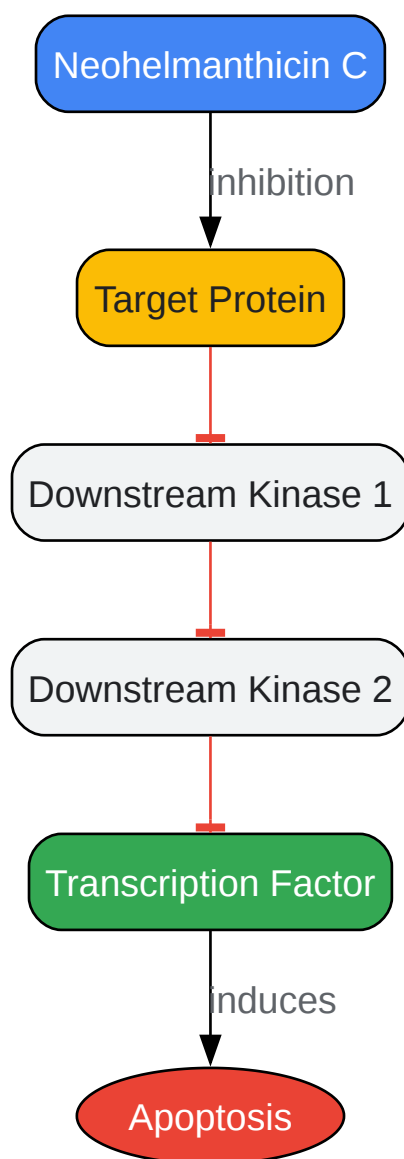 Neohelmanthicin C
inhibition
Target Protein
Downstream Kinase 1
Downstream Kinase 2
Transcription Factor
induces
Apoptosis